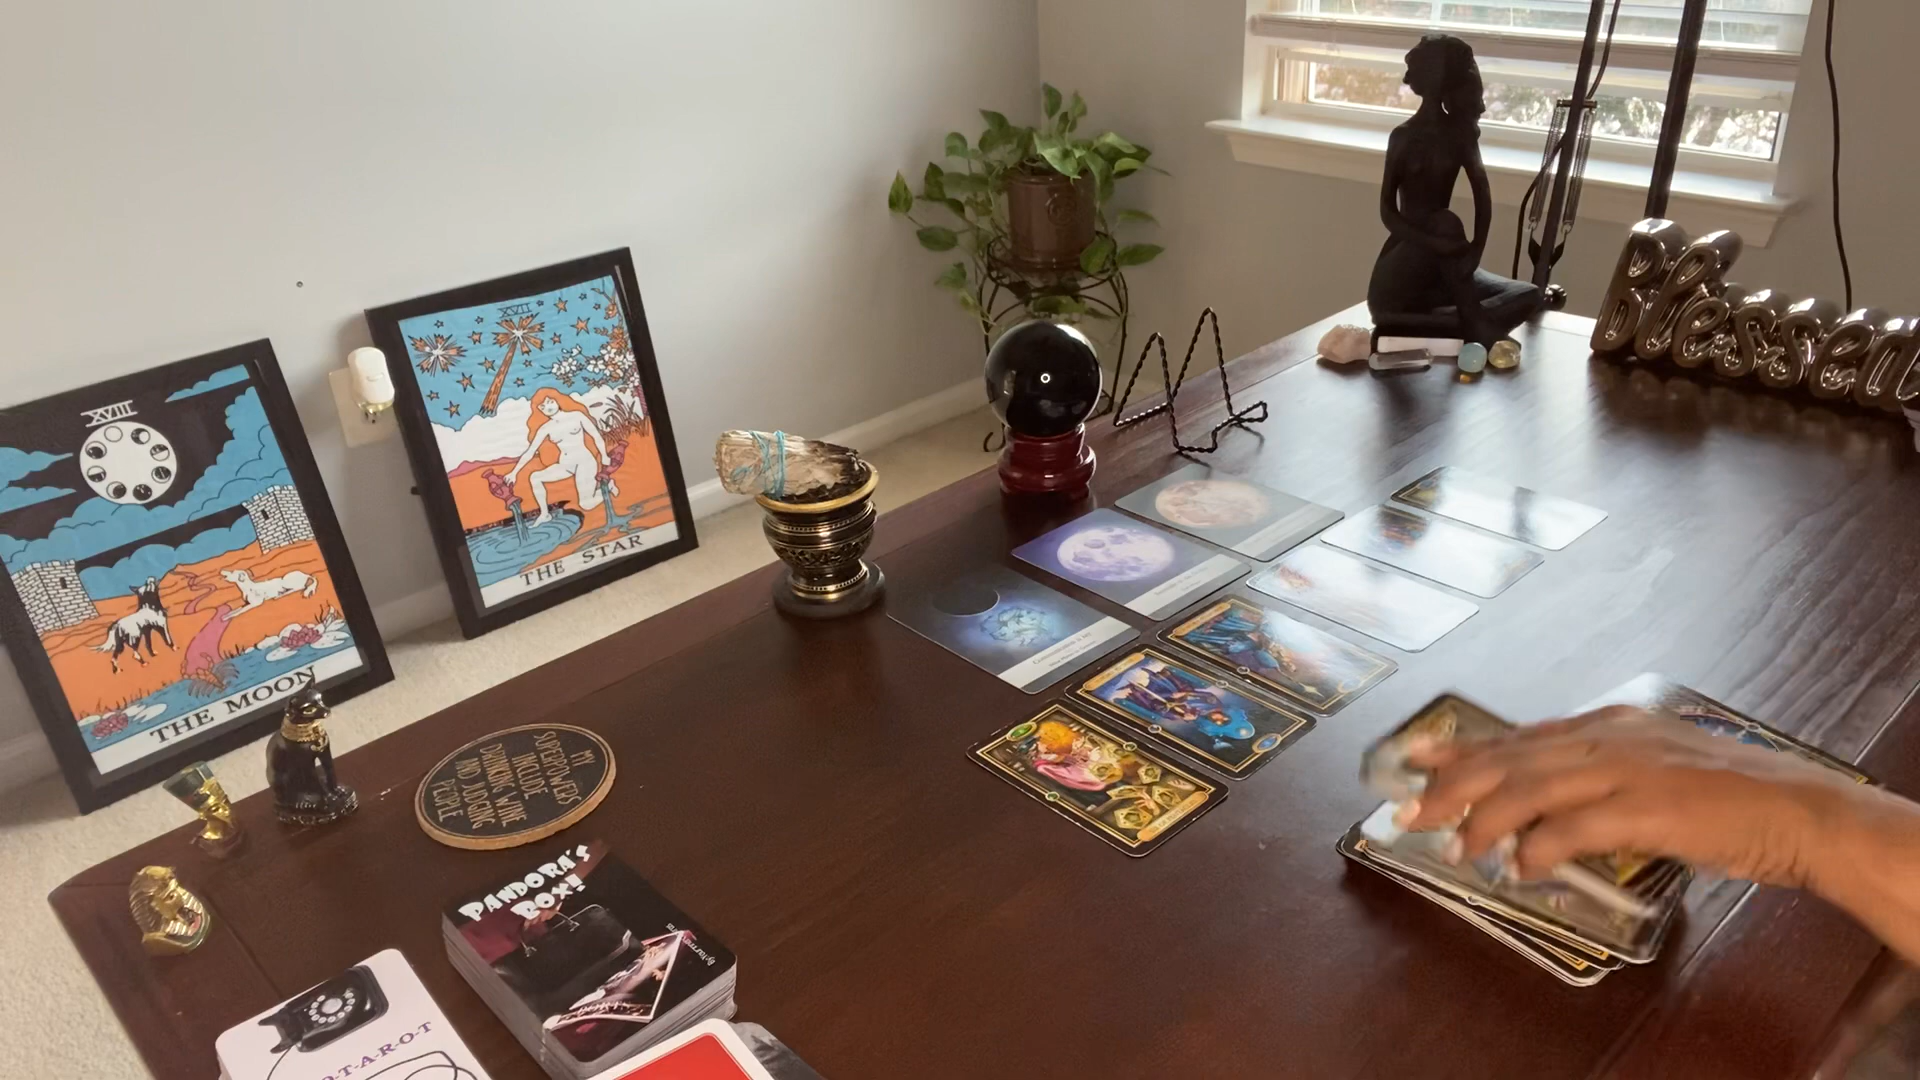 XVIII
THE MOON
XVII
THE STAR
Blessed
MY
SUPERPOWERS
INCLUDE
DRINKING WINE
AND JUDGING
PEOPLE
PANDORA'S
BOX!
O-T-A-R-O-T